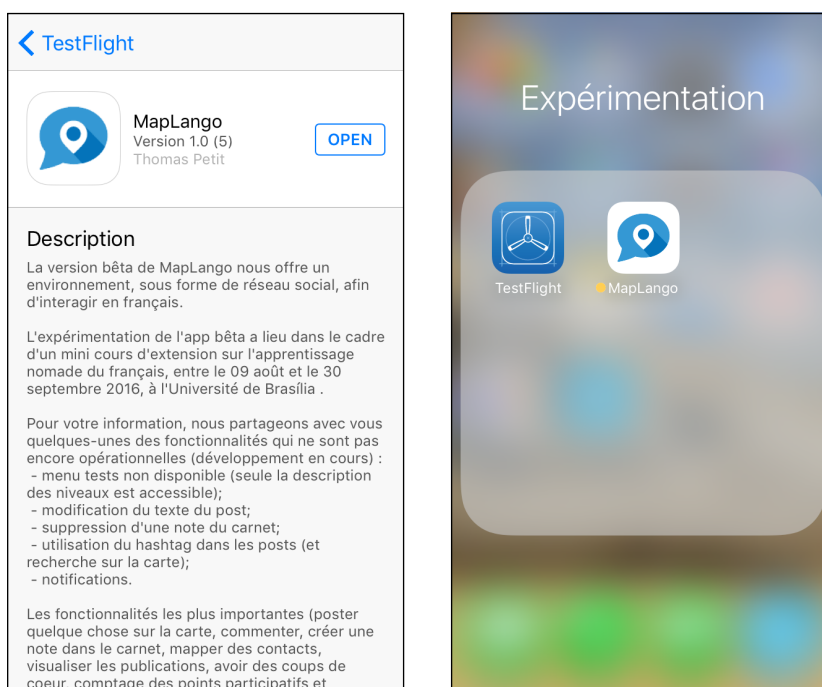 TestFlight
MapLango
Version 1.0 (5)
Thomas Petit
OPEN
Description
La version bêta de MapLango nous offre un
environnement, sous forme de réseau social, afin
d'interagir en français.
L'expérimentation de l'app bêta a lieu dans le cadre
d'un mini cours d'extension sur l'apprentissage
nomade du français, entre le 09 août et le 30
septembre 2016, à l'Université de Brasília .
Pour votre information, nous partageons avec vous
quelques-unes des fonctionnalités qui ne sont pas
encore opérationnelles (développement en cours) :
- menu tests non disponible (seule la description
des niveaux est accessible);
- modification du texte du post;
- suppression d'une note du carnet;
- utilisation du hashtag dans les posts (et
recherche sur la carte);
- notifications.
Les fonctionnalités les plus importantes (poster
quelque chose sur la carte, commenter, créer une
note dans le carnet, mapper des contacts,
visualiser les publications, avoir des coups de
coeur, comptage des points participatifs et
Expérimentation
TestFlight
MapLango